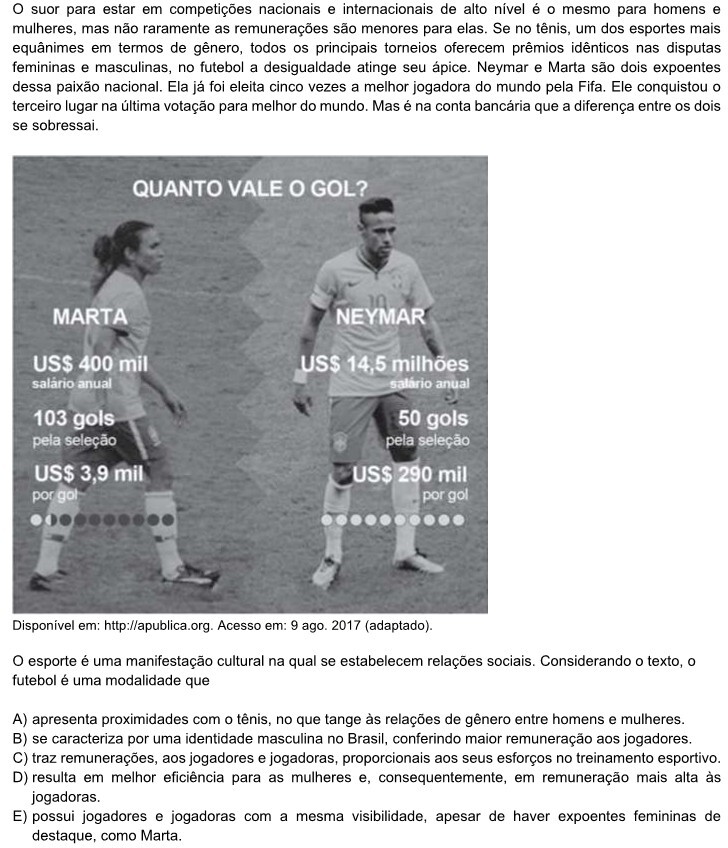 O suor para estar em competições nacionais e internacionais de alto nível é o mesmo para homens e
mulheres, mas não raramente as remunerações são menores para elas. Se no tênis, um dos esportes mais
equânimes em termos de gênero, todos os principais torneios oferecem prêmios idênticos nas disputas
femininas e masculinas, no futebol a desigualdade atinge seu ápice. Neymar e Marta são dois expoentes
dessa paixão nacional. Ela já foi eleita cinco vezes a melhor jogadora do mundo pela Fifa. Ele conquistou o
terceiro lugar na última votação para melhor do mundo. Mas é na conta bancária que a diferença entre os dois
se sobressai.
QUANTO VALE O GOL?
MARTA
US$ 400 mil
salário anual
103 gols
pela seleção
US$ 3,9 mil
por gol
NEYMAR
10
US$ 14,5 milhões
salário anual
50 gols
pela seleção
US$ 290 mil
por gol
Disponível em: http://apublica.org. Acesso em: 9 ago. 2017 (adaptado).
O esporte é uma manifestação cultural na qual se estabelecem relações sociais. Considerando o texto, o
futebol é uma modalidade que
A) apresenta proximidades com o tênis, no que tange às relações de gênero entre homens e mulheres.
B) se caracteriza por uma identidade masculina no Brasil, conferindo maior remuneração aos jogadores.
C) traz remunerações, aos jogadores e jogadoras, proporcionais aos seus esforços no treinamento esportivo.
D) resulta em melhor eficiência para as mulheres e, consequentemente, em remuneração mais alta às
jogadoras.
E) possui jogadores e jogadoras com a mesma visibilidade, apesar de haver expoentes femininas de
destaque, como Marta.